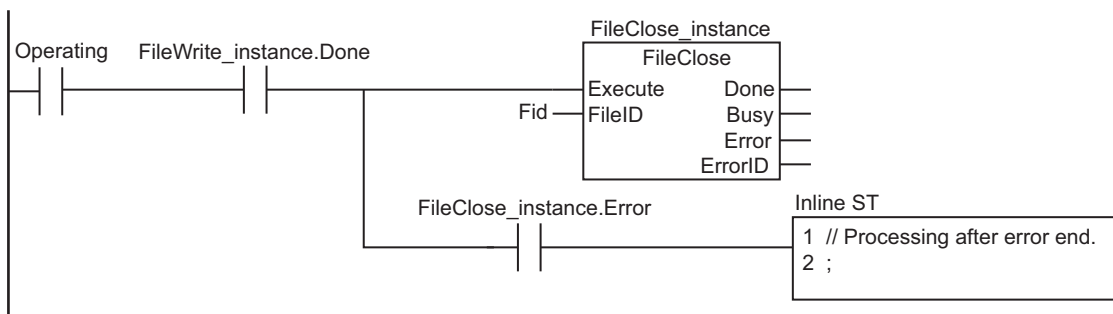 FileClose_instance
Operating FileWrite_instance.Done FileClose
Execute Done
Fid FileID Busy
Error
ErrorID
FileClose_instance.Error Inline ST
1 // Processing after error end.
2 ;